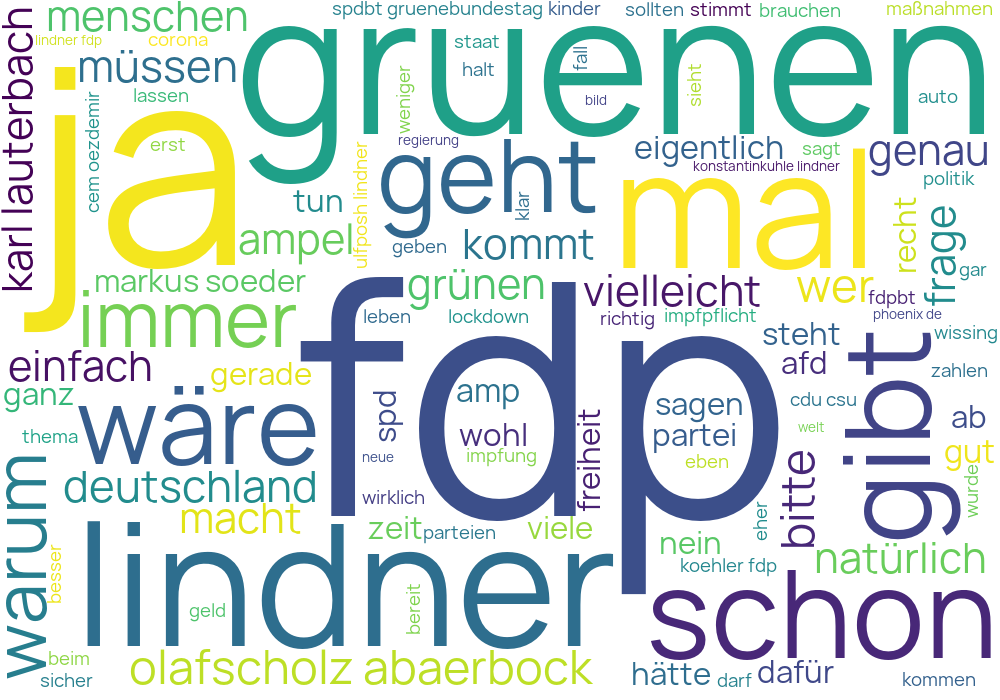 menschen
spdbt gruenebundestag
kinder
sollten
stimmt
brauchen
maßnahmen
lindner fdp
corona
karl lauterbach
müssen
gruenen
staat
fall
halt
sieht
lassen
weniger
bild
auto
cem oezdemir
ja
erst
regierung
geht
eigentlich
sagt
genau
konstantinkuhle lindner
mal
politik
tun
ulfposh lindner
klar
recht
frage
ampel
geben
kommt
gar
markus soeder
grünen
vielleicht
wer
fdpbt
immer
leben
lockdown
richtig
impfpflicht
phoenix de
steht
wissing
einfach
gerade
fdp
afd
gibt
zahlen
ganz
wäre
spd
amp
sagen
cdu csu
ab
thema
wohl
freiheit
partei
welt
neue
impfung
eben
gut
warum
deutschland
wirklich
bitte
wurde
macht
zeit
parteien
viele
eher
besser
lindner
nein
natürlich
koehler fdp
geld
bereit
schon
beim
sicher
olafscholz abaerbock
hätte
darf
dafür
kommen